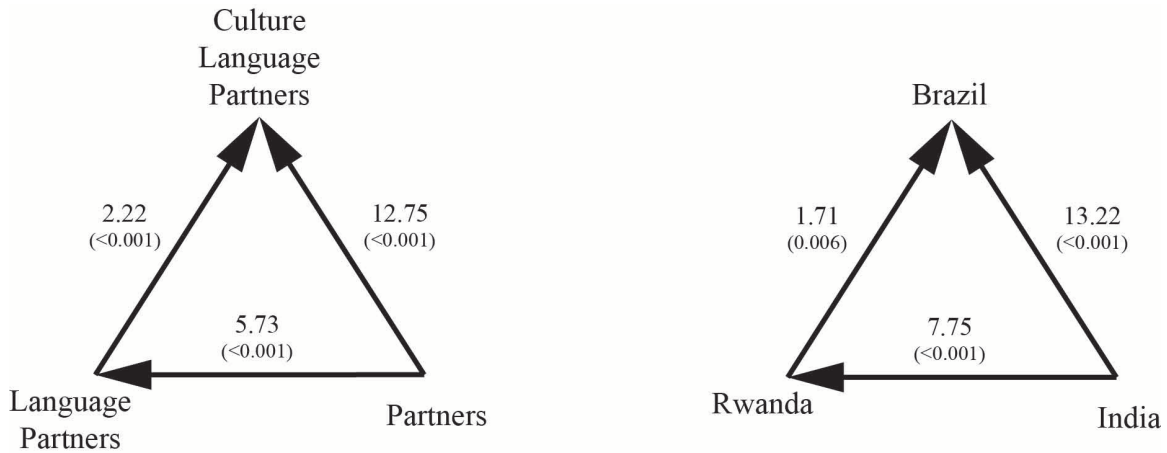 Culture
Language
Partners
2.22
(<0.001)
12.75
(<0.001)
5.73
(<0.001)
Language
Partners
Partners
Brazil
1.71
(0.006)
13.22
(<0.001)
7.75
(<0.001)
Rwanda
India